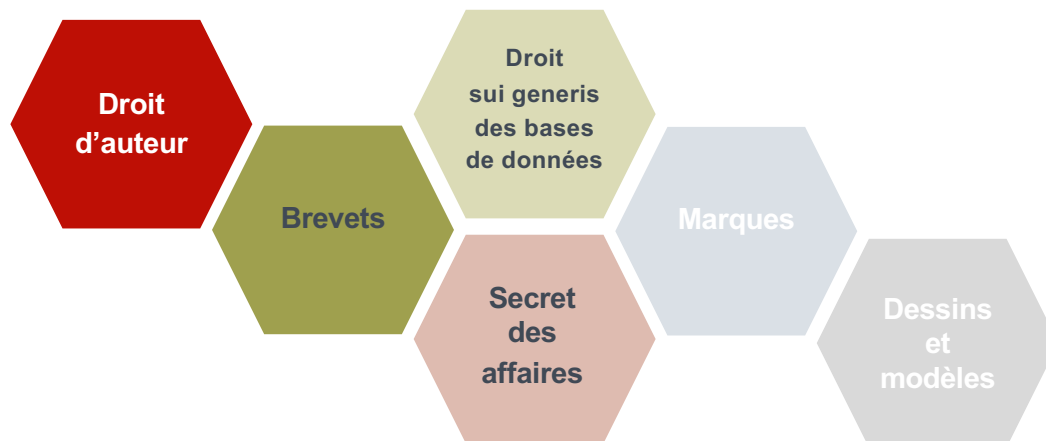 Droit
d’auteur
Brevets
Droit
sui generis
des bases
de données
Secret
des
affaires
Marques
Dessins
et
modèles